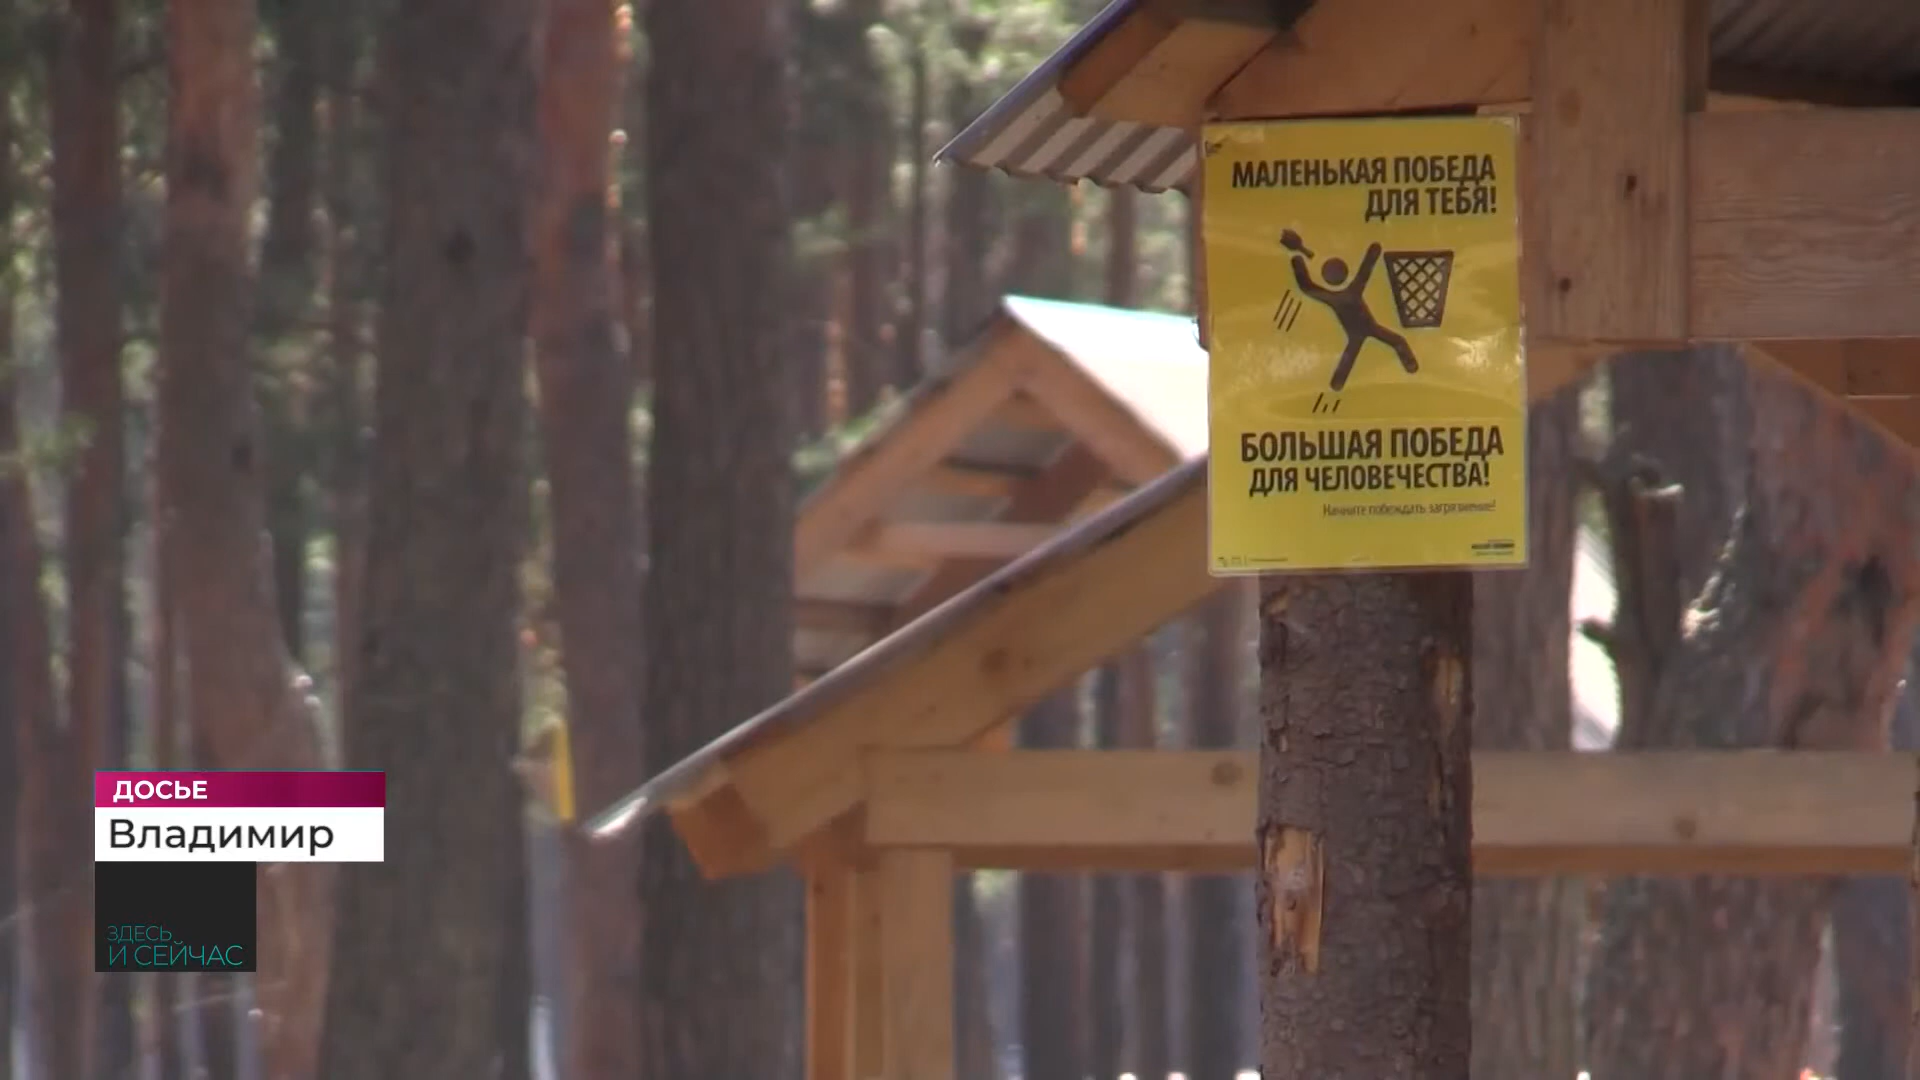 МАЛЕНЬКАЯ ПОБЕДА
ДЛЯ ТЕБЯ!
БОЛЬШАЯ ПОБЕДА
ДЛЯ ЧЕЛОВЕЧЕСТВА!
Начните побеждать загрязнение!
ДОСЬЕ
Владимир
ЗДЕСЬ
И СЕЙЧАС